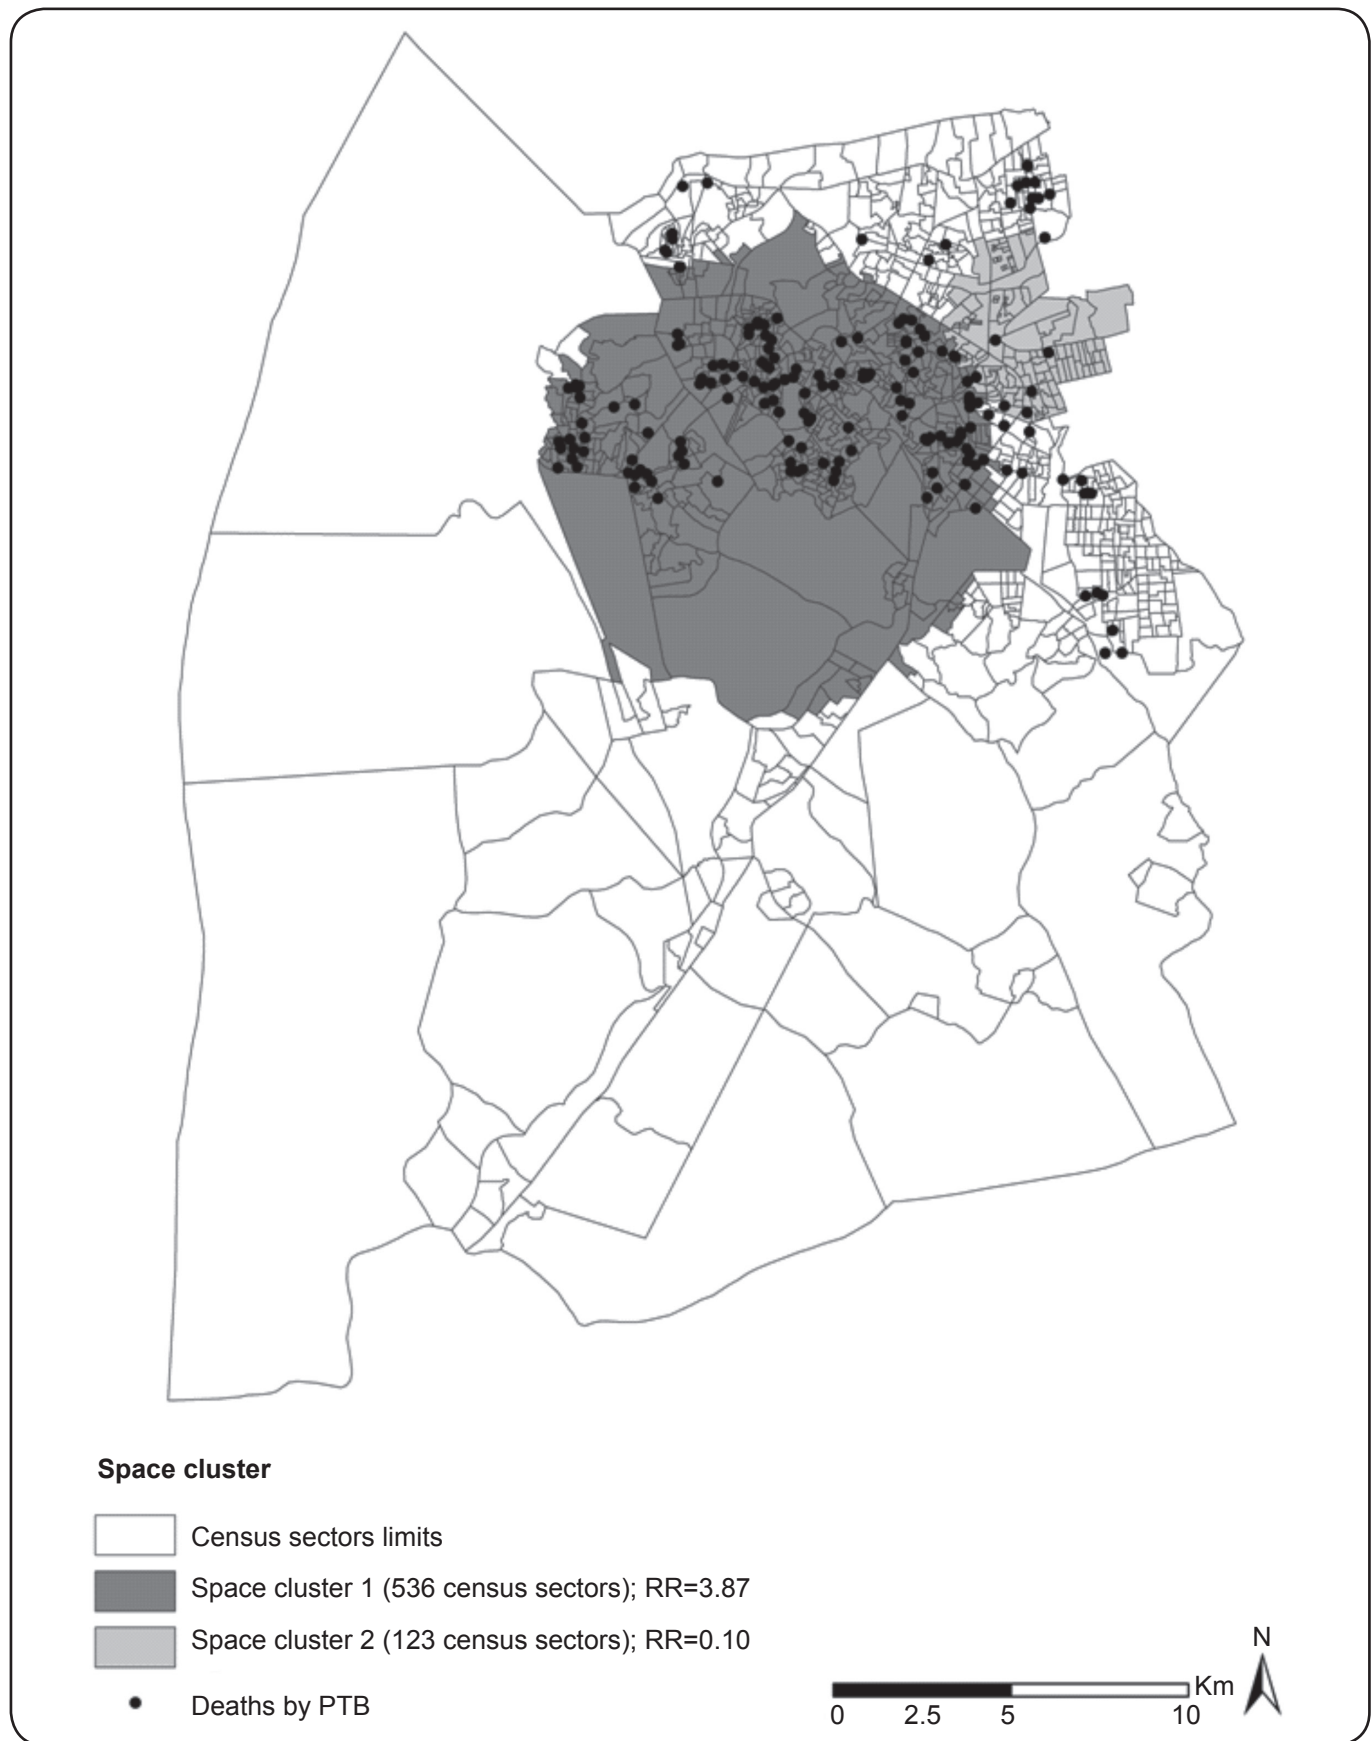 Space cluster
Census sectors limits
Space cluster 1 (536 census sectors); RR=3.87
Space cluster 2 (123 census sectors); RR=0.10
Deaths by PTB
N
Km
0 2.5 5 10